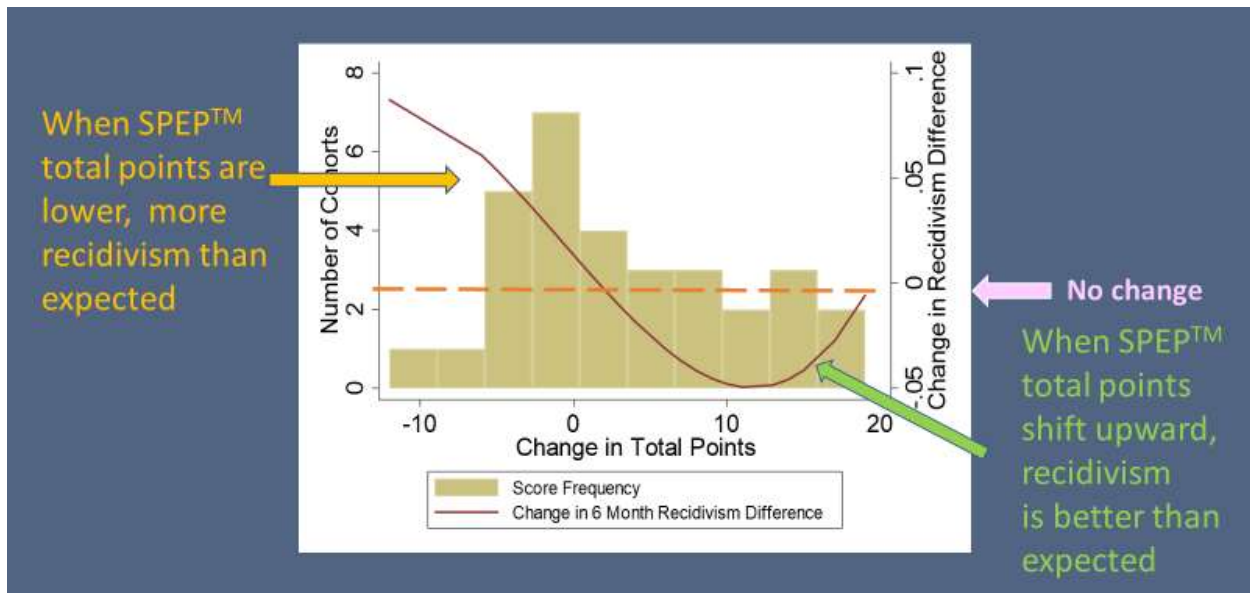 When SPEP™
total points are
lower, more
recidivism than
expected
Number of Cohorts
8
6
4
2
0
.1
.05
0
-.05
Change in Recidivism Difference
-10
0
10
20
Change in Total Points
Score Frequency
Change in 6 Month Recidivism Difference
No change
When SPEP™
total points
shift upward,
recidivism
is better than
expected